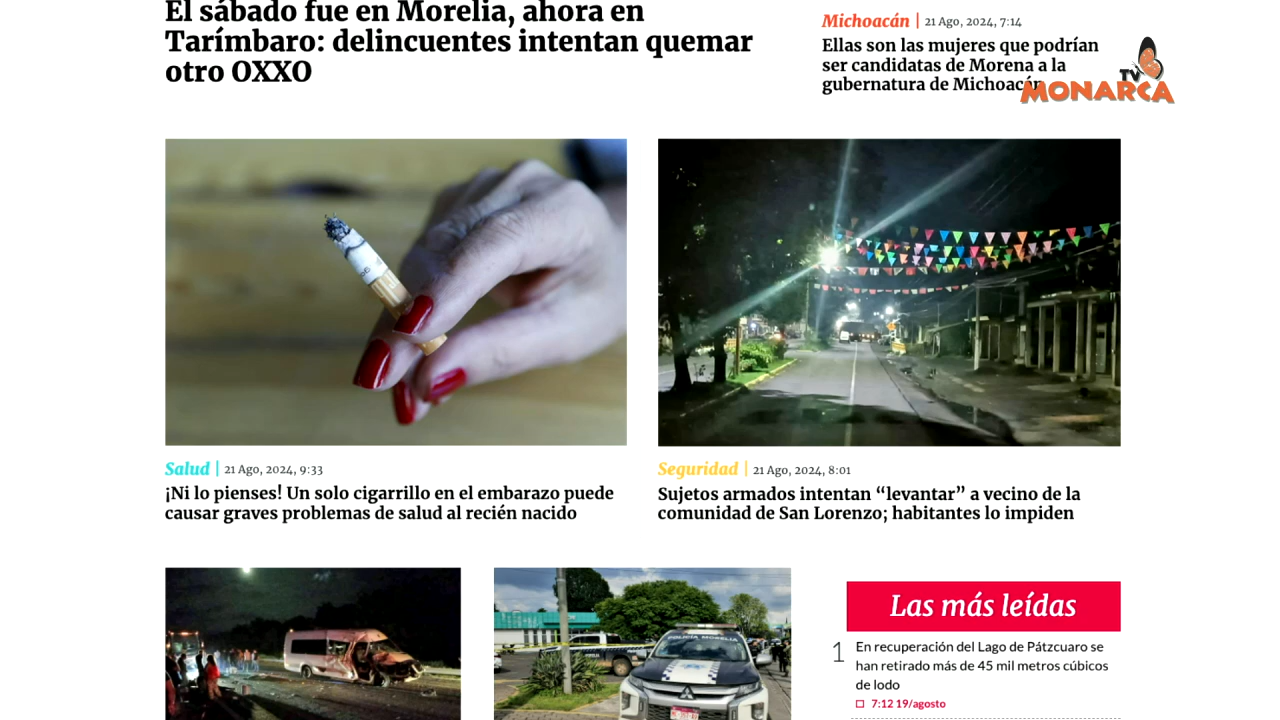 El sábado fue en Morelia, ahora en
Tarímbaro: delincuentes intentan quemar
otro OXXO
Michoacán | 21 Ago, 2024, 7:14
Ellas son las mujeres que podrían
ser candidatas de Morena a la
gubernatura de Michoacán
TV
MONARCA
Salud | 21 Ago, 2024, 9:33
¡Ni lo pienses! Un solo cigarrillo en el embarazo puede
causar graves problemas de salud al recién nacido
Seguridad | 21 Ago, 2024, 8:01
Sujetos armados intentan “levantar” a vecino de la
comunidad de San Lorenzo; habitantes lo impiden
POLICÍA MORELIA
Las más leídas
1
En recuperación del Lago de Pátzcuaro se
han retirado más de 45 mil metros cúbicos
de lodo
7:12 19/agosto